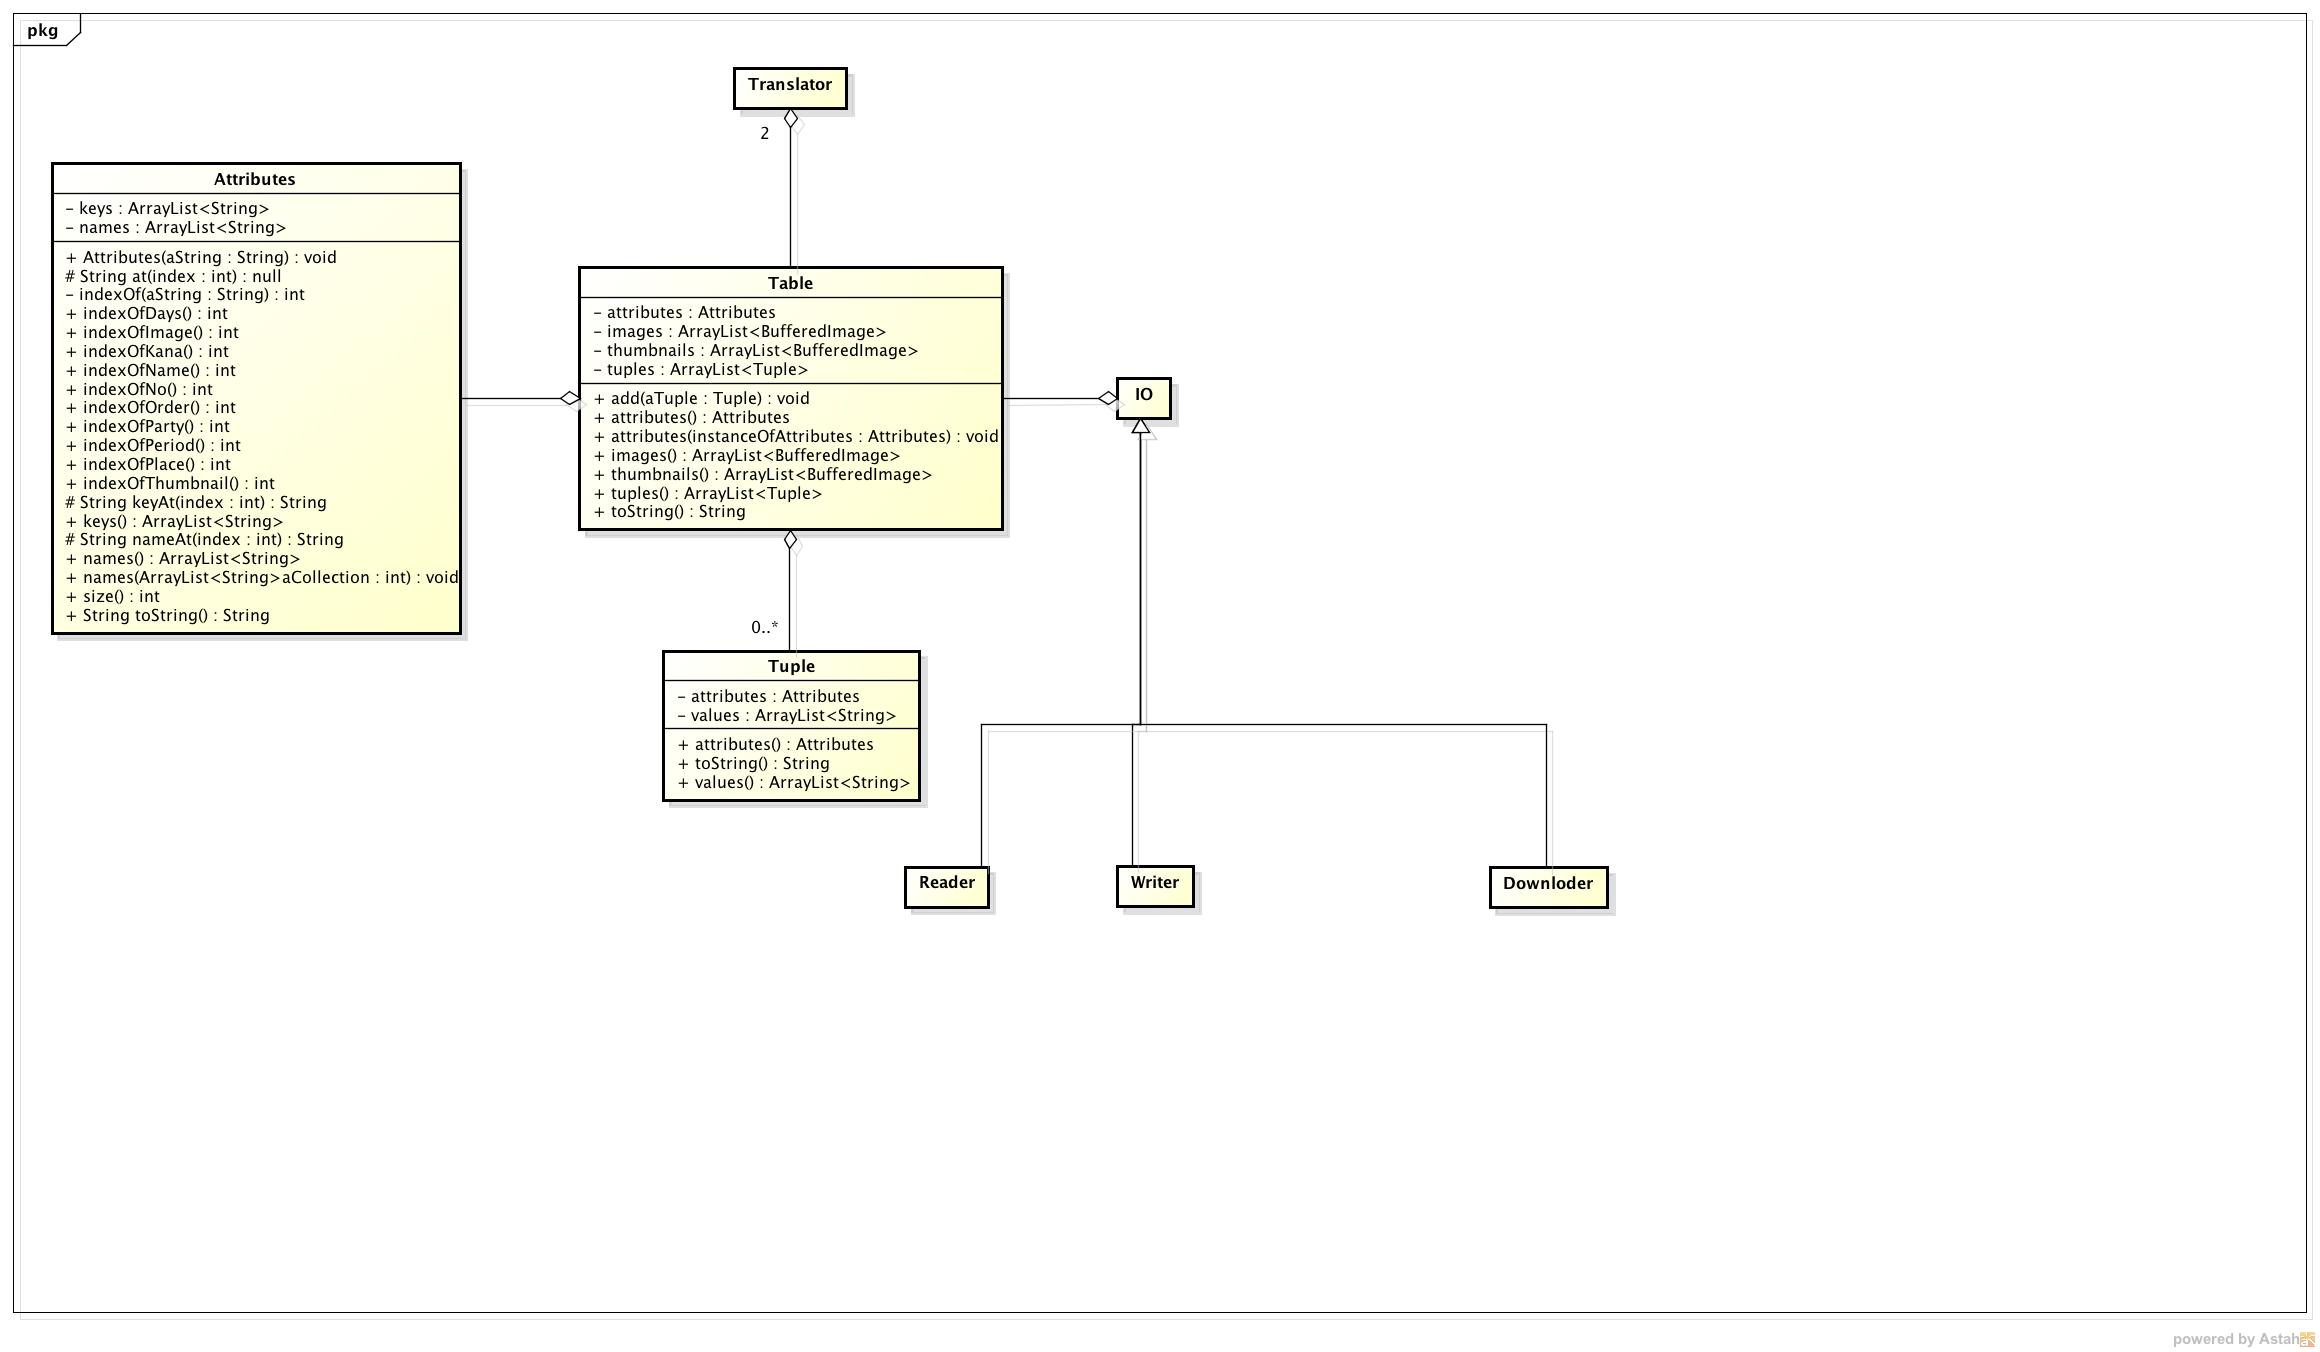 pkg
Translator
2
Attributes
– keys : ArrayList<String>
– names : ArrayList<String>
+ Attributes(aString : String) : void
# String at(index : int) : null
– indexOf(aString : String) : int
+ indexOfDays() : int
+ indexOfImage() : int
+ indexOfKana() : int
+ indexOfName() : int
+ indexOfNo() : int
+ indexOfOrder() : int
+ indexOfParty() : int
+ indexOfPeriod() : int
+ indexOfPlace() : int
+ indexOfThumbnail() : int
# String keyAt(index : int) : String
+ keys() : ArrayList<String>
# String nameAt(index : int) : String
+ names() : ArrayList<String>
+ names(ArrayList<String>aCollection : int) : void
+ size() : int
+ String toString() : String
Table
– attributes : Attributes
– images : ArrayList<BufferedImage>
– thumbnails : ArrayList<BufferedImage>
– tuples : ArrayList<Tuple>
+ add(aTuple : Tuple) : void
+ attributes() : Attributes
+ attributes(instanceOfAttributes : Attributes) : void
+ images() : ArrayList<BufferedImage>
+ thumbnails() : ArrayList<BufferedImage>
+ tuples() : ArrayList<Tuple>
+ toString() : String
IO
0..*
Tuple
– attributes : Attributes
– values : ArrayList<String>
+ attributes() : Attributes
+ toString() : String
+ values() : ArrayList<String>
Reader
Writer
Downloder
powered by Astah